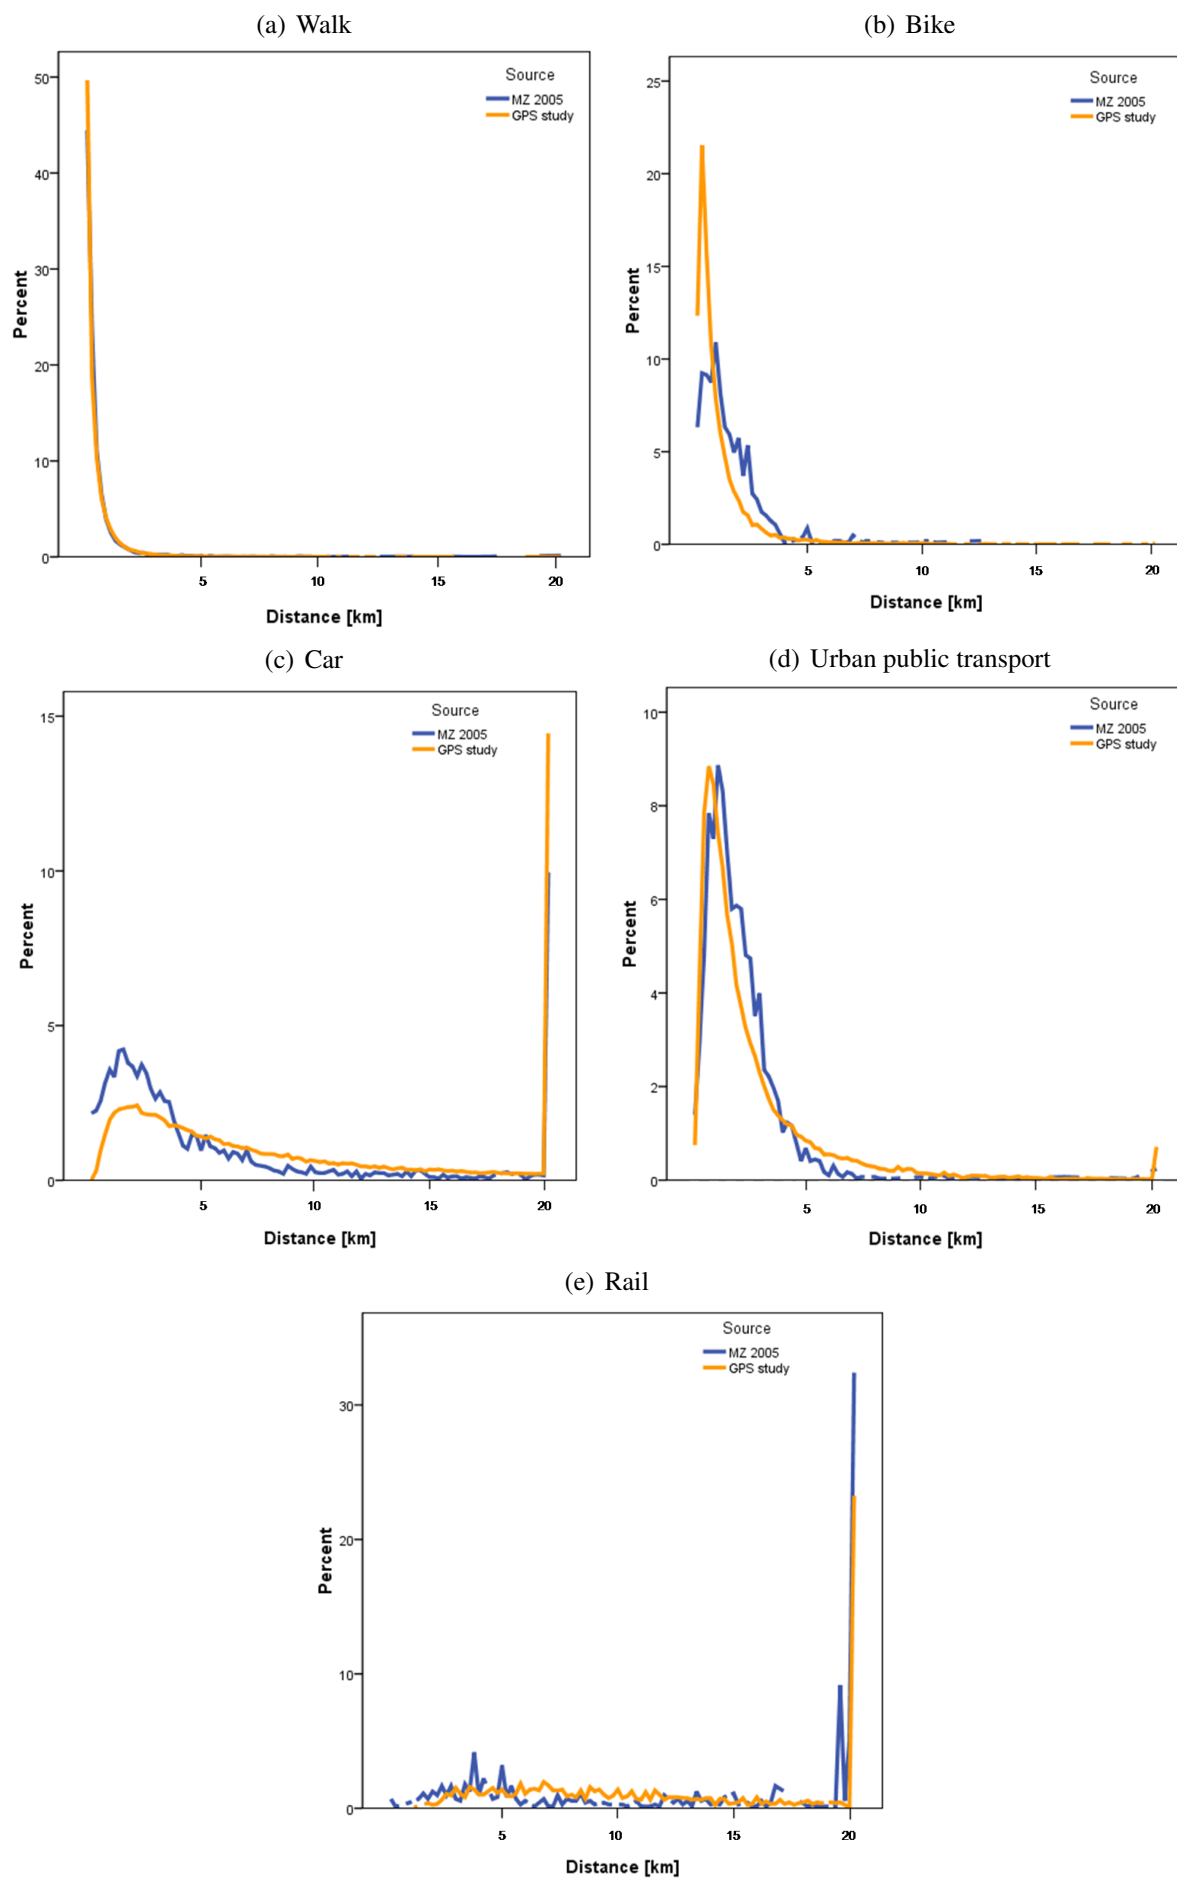 (a) Walk
Source
MZ 2005
GPS study
50
40
30
20
10
0
Percent
5 10 15 20
Distance [km]
(b) Bike
Source
MZ 2005
GPS study
25
20
15
10
5
0
Percent
5 10 15 20
Distance [km]
(c) Car
Source
MZ 2005
GPS study
15
10
5
0
Percent
5 10 15 20
Distance [km]
(d) Urban public transport
Source
MZ 2005
GPS study
10
8
6
4
2
0
Percent
5 10 15 20
Distance [km]
(e) Rail
Source
MZ 2005
GPS study
30
20
10
0
Percent
5 10 15 20
Distance [km]